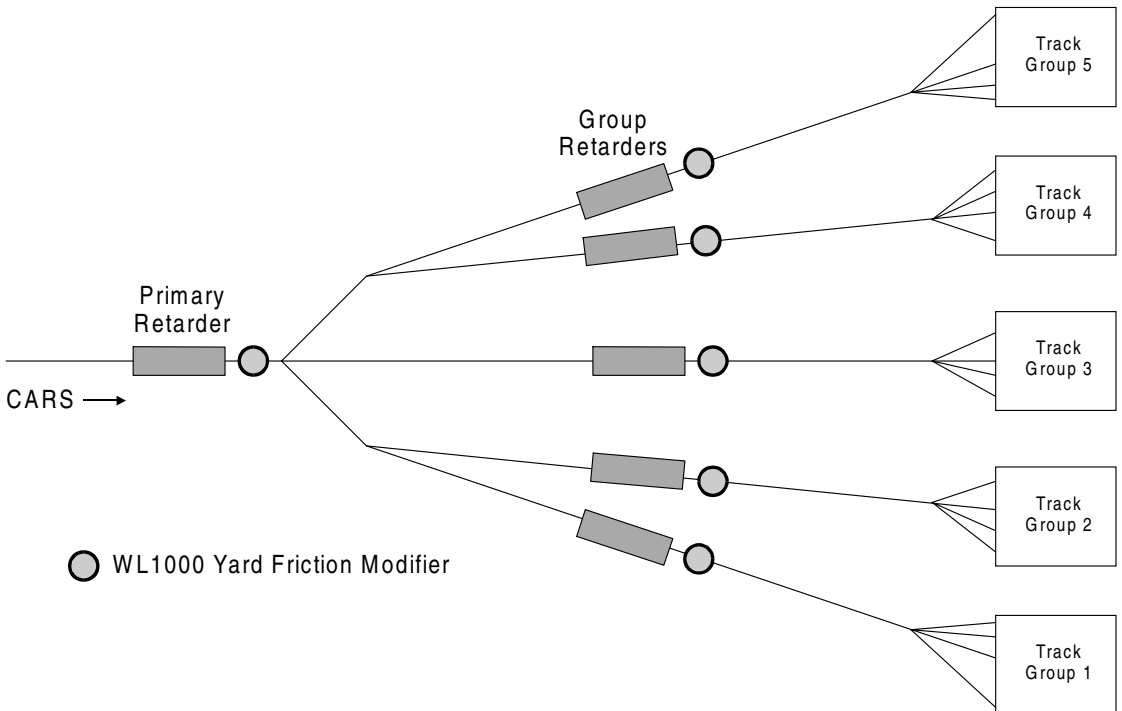 Track
Group 5
Group
Retarders
Track
Group 4
Primary
Retarder
Track
Group 3
CARS
Track
Group 2
WL1000 Yard Friction Modifier
Track
Group 1